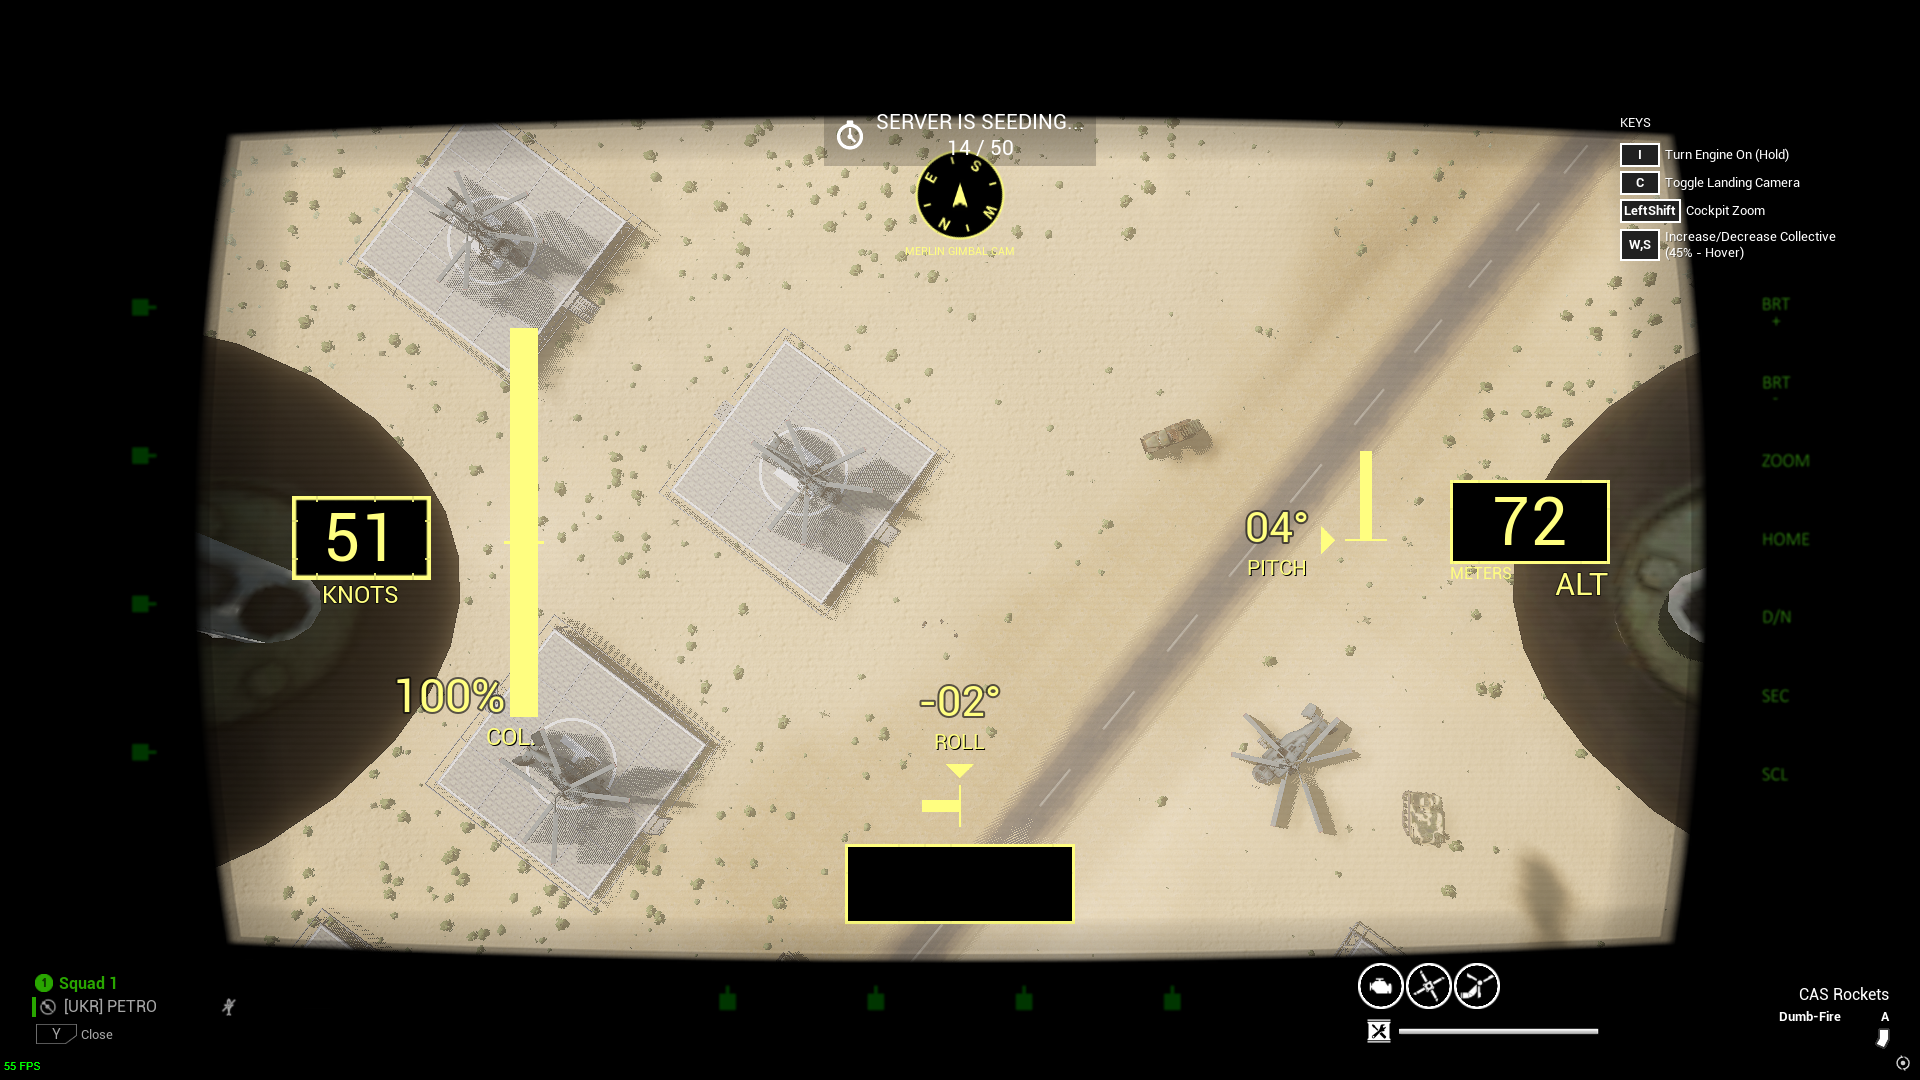 SERVER IS SEEDING...
14 / 50
E
S
N
W
MERLIN GIMBAL CAM
KEYS
I Turn Engine On (Hold)
C Toggle Landing Camera
LeftShift Cockpit Zoom
W,S Increase/Decrease Collective
(45% - Hover)
BRT
+
BRT
-
ZOOM
HOME
D/N
SEC
SCL
51
KNOTS
100%
COL.
04°
PITCH
72
METERS
ALT
-02°
ROLL
1 Squad 1
[UKR] PETRO
Y Close
55 FPS
CAS Rockets
Dumb-Fire A